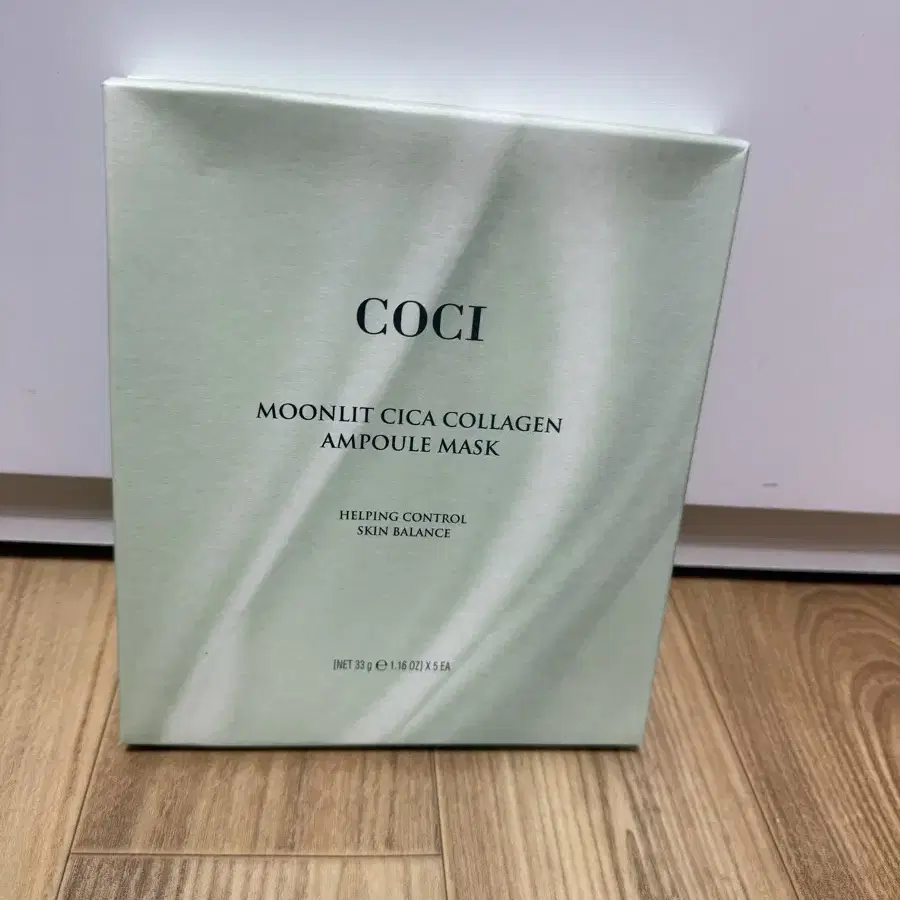 COCI
MOONLIT CICA COLLAGEN
AMPOULE MASK
HELPING CONTROL
SKIN BALANCE
[NET 33 g ℮ 1.16 OZ] X 5 EA